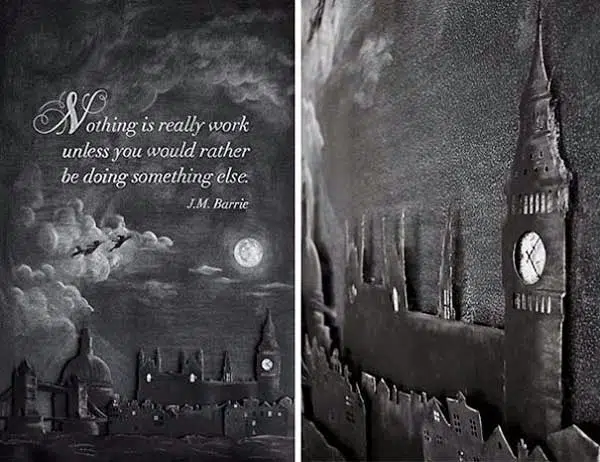 Nothing is really work
unless you would rather
be doing something else.
J.M. Barrie